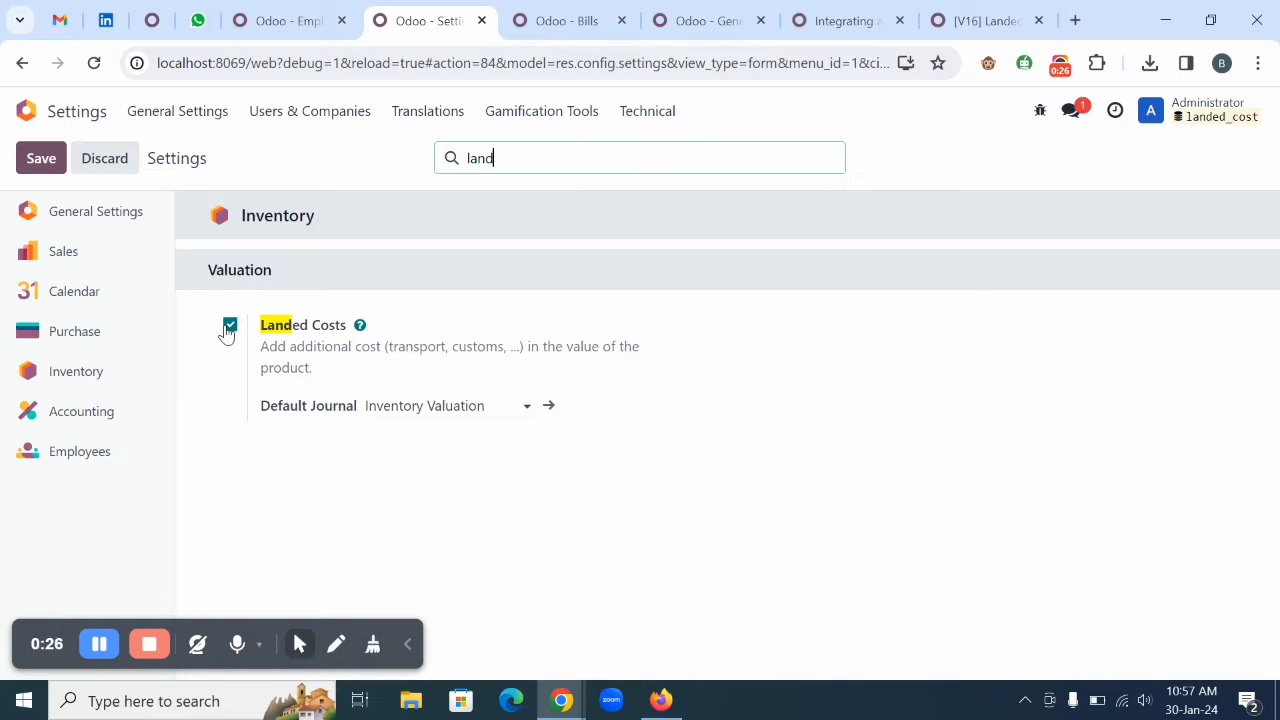 Odoo - Empl
Odoo - Setti
Odoo - Bills
Odoo - Gene
Integrating a
[V16] Lande
localhost:8069/web?debug=1&reload=true#action=84&model=res.config.settings&view_type=form&menu_id=1&ci...
0:26
B
Settings
General Settings
Users & Companies
Translations
Gamification Tools
Technical
1
A
Administrator
landed_cost
Save
Discard
Settings
land
General Settings
Sales
31
Calendar
Purchase
Inventory
Accounting
Employees
Inventory
Valuation
Landed Costs ?
Add additional cost (transport, customs, ...) in the value of the
product.
Default Journal Inventory Valuation
0:26
Type here to search
zoom
10:57 AM
30-Jan-24
2